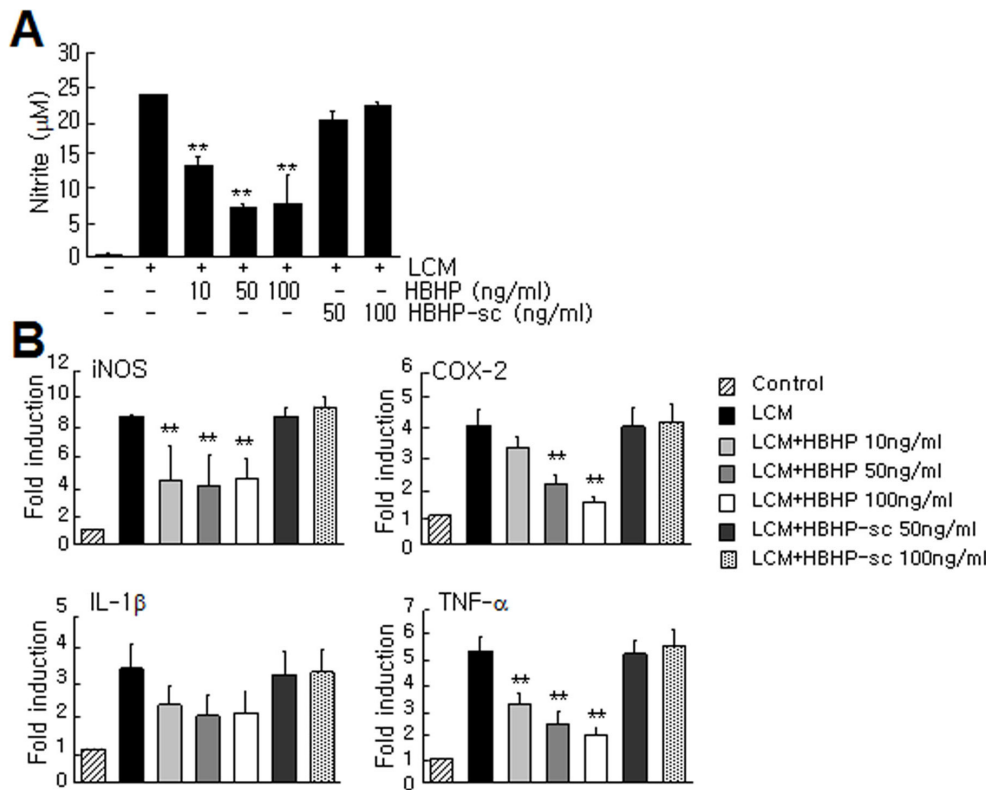 A
Nitrite (μM)
30
25
20
15
10
5
0
**
**
**
- + + + + + + LCM
- - 10 50 100 - - HBHP (ng/ml)
- - - - - 50 100 HBHP-sc (ng/ml)
B
iNOS
Fold induction
12
10
8
6
4
2
0
** ** **
COX-2
Fold induction
6
5
4
3
2
1
0
**
**
Control
LCM
LCM+HBHP 10ng/ml
LCM+HBHP 50ng/ml
LCM+HBHP 100ng/ml
LCM+HBHP-sc 50ng/ml
LCM+HBHP-sc 100ng/ml
IL-1β
Fold induction
5
4
3
2
1
0
TNF-α
Fold induction
7
6
5
4
3
2
1
0
**
**
**